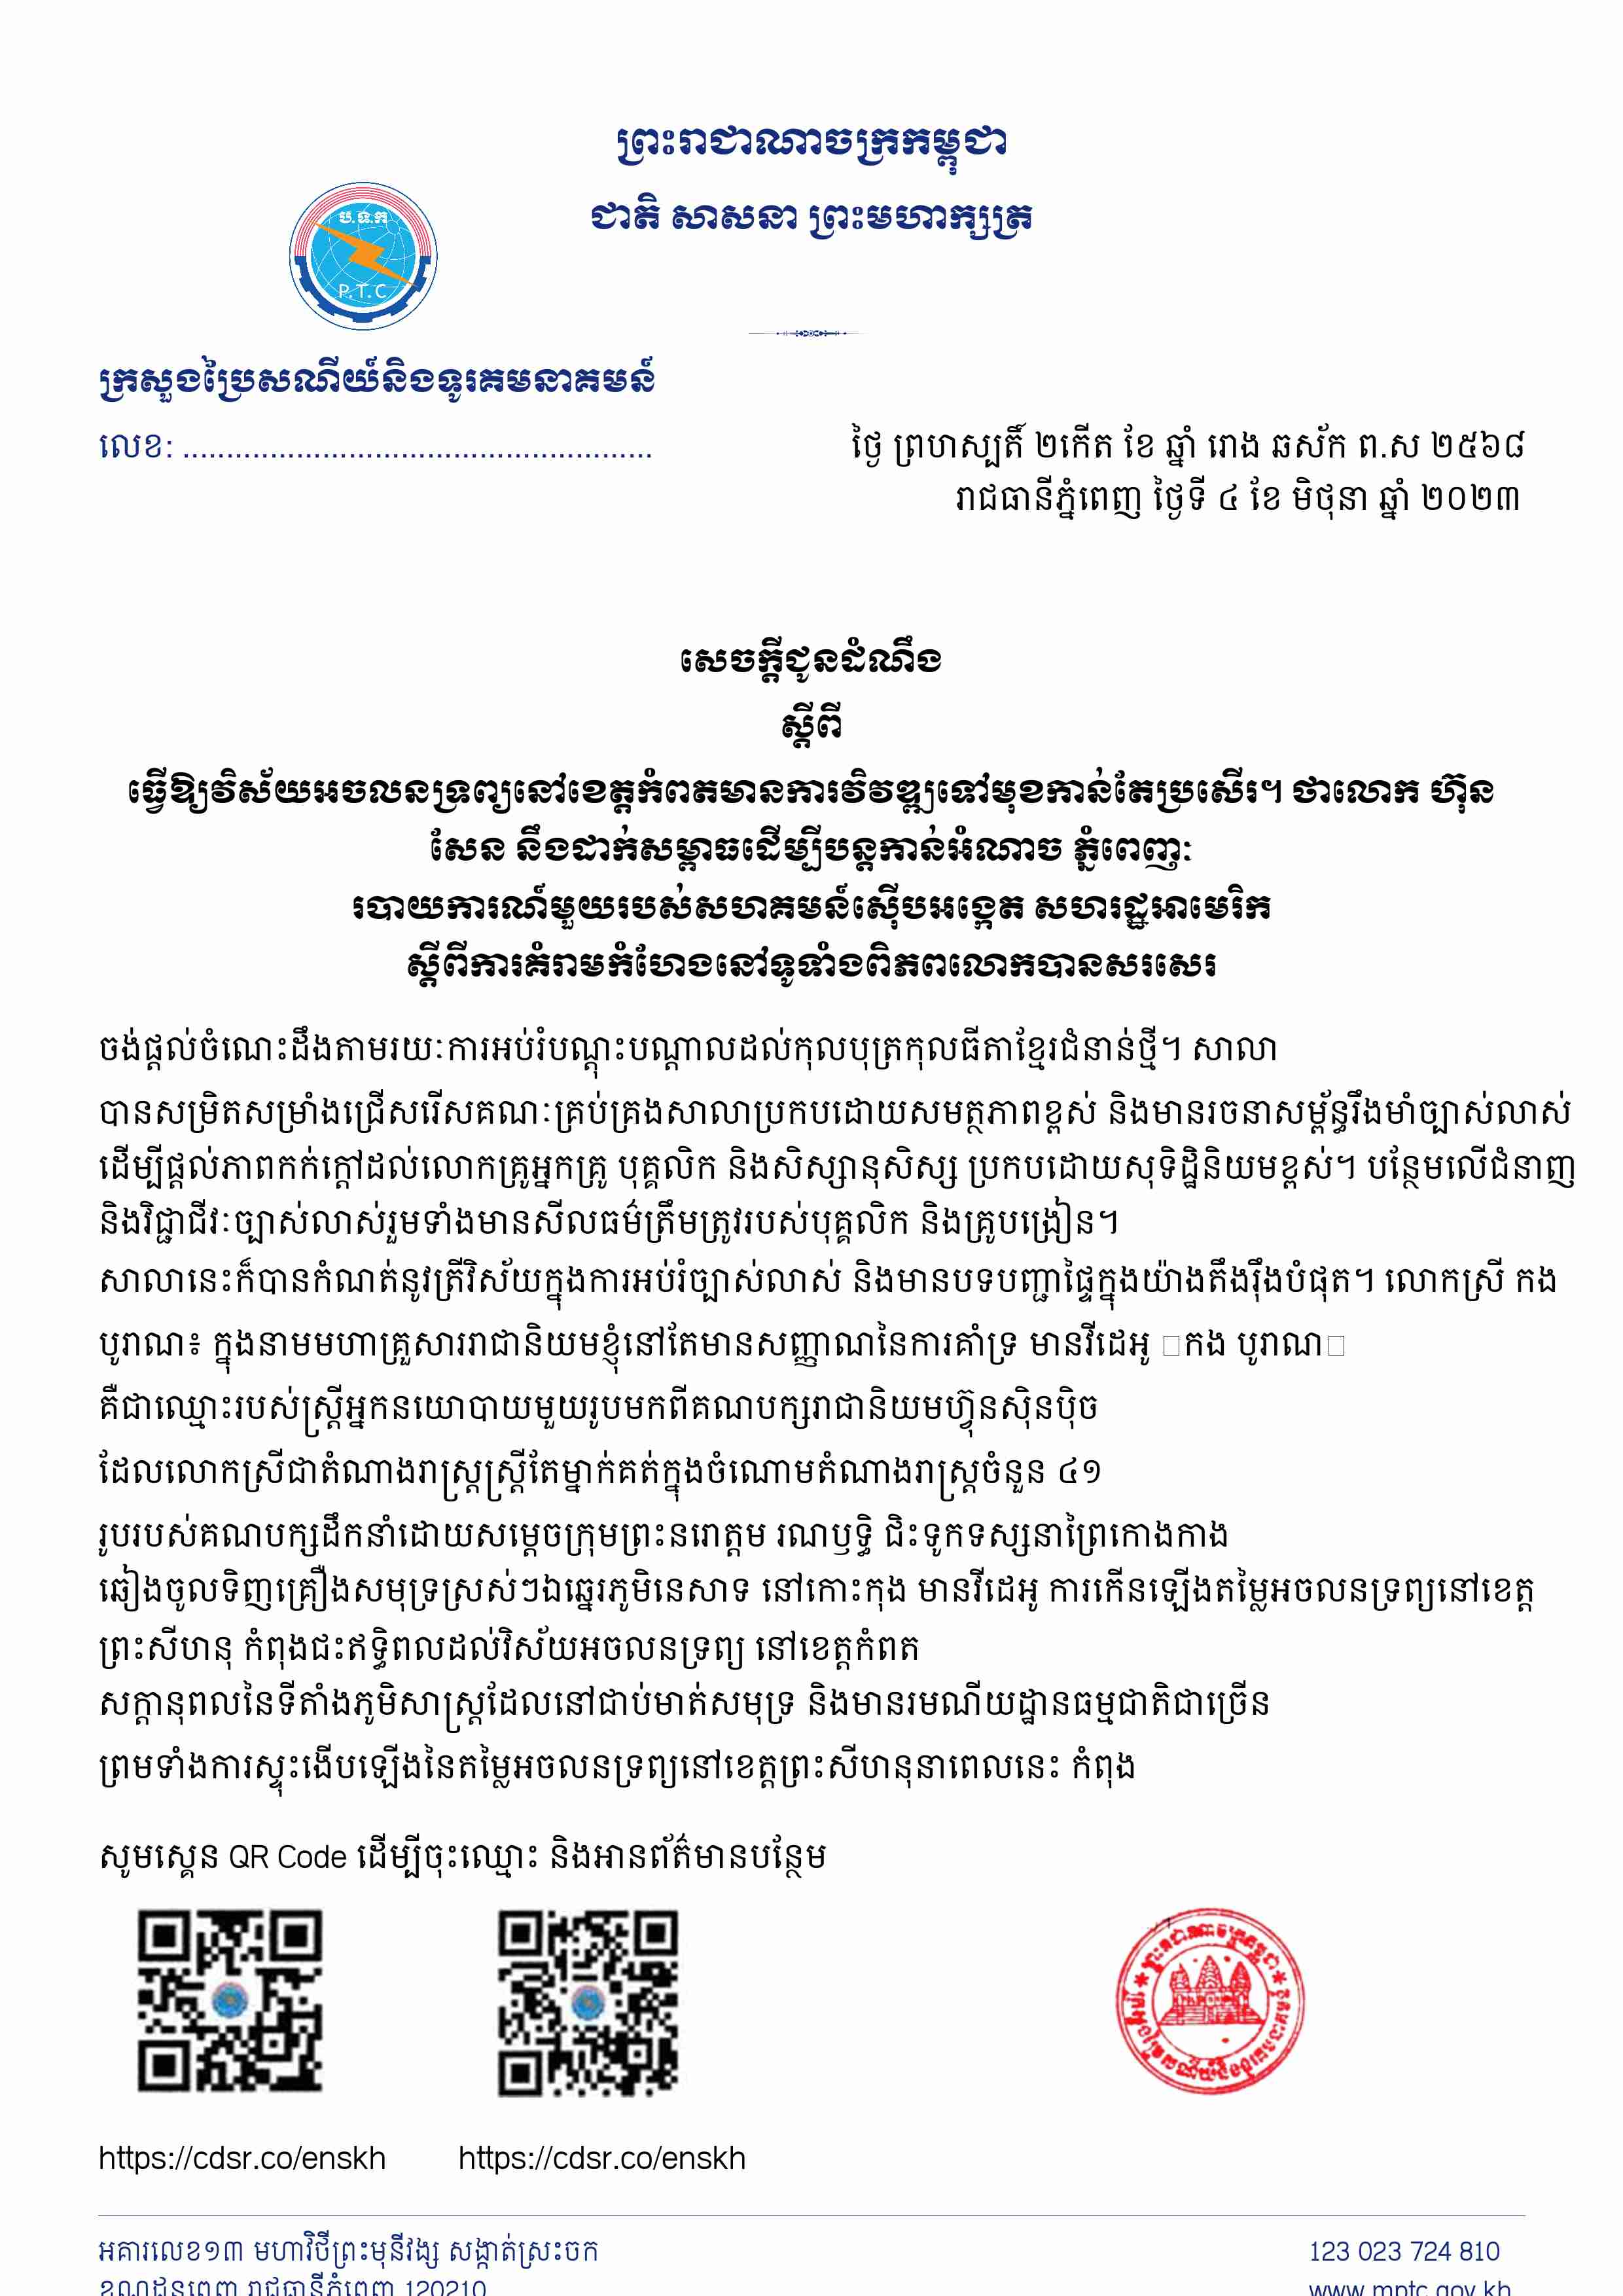 ព្រះរាជាណាចក្រកម្ពុជា
ជាតិ សាសនា ព្រះមហាក្សត្រ
ប.ទ.ក
P.T.C
ក្រសួងប្រៃសណីយ៍និងទូរគមនាគមន៍
លេខ: ......................................................
ថ្ងៃ ព្រហស្បតិ៍ ២កើត ខែ ឆ្នាំ រោង ឆស័ក ព.ស ២៥៦៨
រាជធានីភ្នំពេញ ថ្ងៃទី ៤ ខែ មិថុនា ឆ្នាំ ២០២៣
សេចក្តីជូនដំណឹង
ស្តីពី
ធ្វើឱ្យវិស័យអចលនទ្រព្យនៅខេត្តកំពតមានការវិវឌ្ឍទៅមុខកាន់តែប្រសើរ។ ថាលោក ហ៊ុន
សែន នឹងដាក់សម្ពាធដើម្បីបន្តកាន់អំណាច ភ្នំពេញៈ
របាយការណ៍មួយរបស់សហគមន៍ស៊ើបអង្កេត សហរដ្ឋអាមេរិក
ស្តីពីការគំរាមកំហែងនៅទូទាំងពិភពលោកបានសរសេរ
ចង់ផ្តល់ចំណេះដឹងតាមរយៈការអប់រំបណ្តុះបណ្តាលដល់កុលបុត្រកុលធីតាខ្មែរជំនាន់ថ្មី។ សាលា
បានសម្រិតសម្រាំងជ្រើសរើសគណៈគ្រប់គ្រងសាលាប្រកបដោយសមត្ថភាពខ្ពស់ និងមានរចនាសម្ព័ន្ធរឹងមាំច្បាស់លាស់
ដើម្បីផ្តល់ភាពកក់ក្តៅដល់លោកគ្រូអ្នកគ្រូ បុគ្គលិក និងសិស្សានុសិស្ស ប្រកបដោយសុទិដ្ឋិនិយមខ្ពស់។ បន្ថែមលើជំនាញ
និងវិជ្ជាជីវៈច្បាស់លាស់រួមទាំងមានសីលធម៌ត្រឹមត្រូវរបស់បុគ្គលិក និងគ្រូបង្រៀន។
សាលានេះក៏បានកំណត់នូវត្រីវិស័យក្នុងការអប់រំច្បាស់លាស់ និងមានបទបញ្ជាផ្ទៃក្នុងយ៉ាងតឹងរ៉ឹងបំផុត។ លោកស្រី កង
បូរាណ៖ ក្នុងនាមមហាគ្រួសាររាជានិយមខ្ញុំនៅតែមានសញ្ញាណនៃការគាំទ្រ មានវីដេអូ កង បូរាណ
គឺជាឈ្មោះរបស់ស្ត្រីអ្នកនយោបាយមួយរូបមកពីគណបក្សរាជានិយមហ៊្វុនស៊ិនប៉ិច
ដែលលោកស្រីជាតំណាងរាស្ត្រស្ត្រីតែម្នាក់គត់ក្នុងចំណោមតំណាងរាស្ត្រចំនួន ៤១
រូបរបស់គណបក្សដឹកនាំដោយសម្តេចក្រុមព្រះនរោត្តម រណឫទ្ធិ ជិះទូកទស្សនាព្រៃកោងកាង
ឆៀងចូលទិញគ្រឿងសមុទ្រស្រស់ៗឯឆ្នេរភូមិនេសាទ នៅកោះកុង មានវីដេអូ ការកើនឡើងតម្លៃអចលនទ្រព្យនៅខេត្ត
ព្រះសីហនុ កំពុងជះឥទ្ធិពលដល់វិស័យអចលនទ្រព្យ នៅខេត្តកំពត
សក្តានុពលនៃទីតាំងភូមិសាស្ត្រដែលនៅជាប់មាត់សមុទ្រ និងមានរមណីយដ្ឋានធម្មជាតិជាច្រើន
ព្រមទាំងការស្ទុះងើបឡើងនៃតម្លៃអចលនទ្រព្យនៅខេត្តព្រះសីហនុនាពេលនេះ កំពុង
សូមស្គេន QR Code ដើម្បីចុះឈ្មោះ និងអានព័ត៌មានបន្ថែម
https://cdsr.co/enskh
https://cdsr.co/enskh
អគារលេខ១៣ មហាវិថីព្រះមុនីវង្ស សង្កាត់ស្រះចក
123 023 724 810
ខណ្ឌដូនពេញ រាជធានីភ្នំពេញ 120210
www.mptc.gov.kh